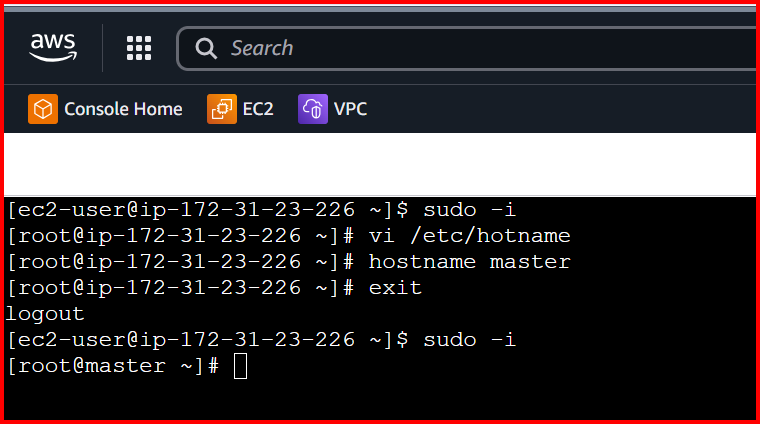 aws Search
Console Home EC2 VPC
[ec2-user@ip-172-31-23-226 ~]$ sudo -i
[root@ip-172-31-23-226 ~]# vi /etc/hotname
[root@ip-172-31-23-226 ~]# hostname master
[root@ip-172-31-23-226 ~]# exit
logout
[ec2-user@ip-172-31-23-226 ~]$ sudo -i
[root@master ~]#